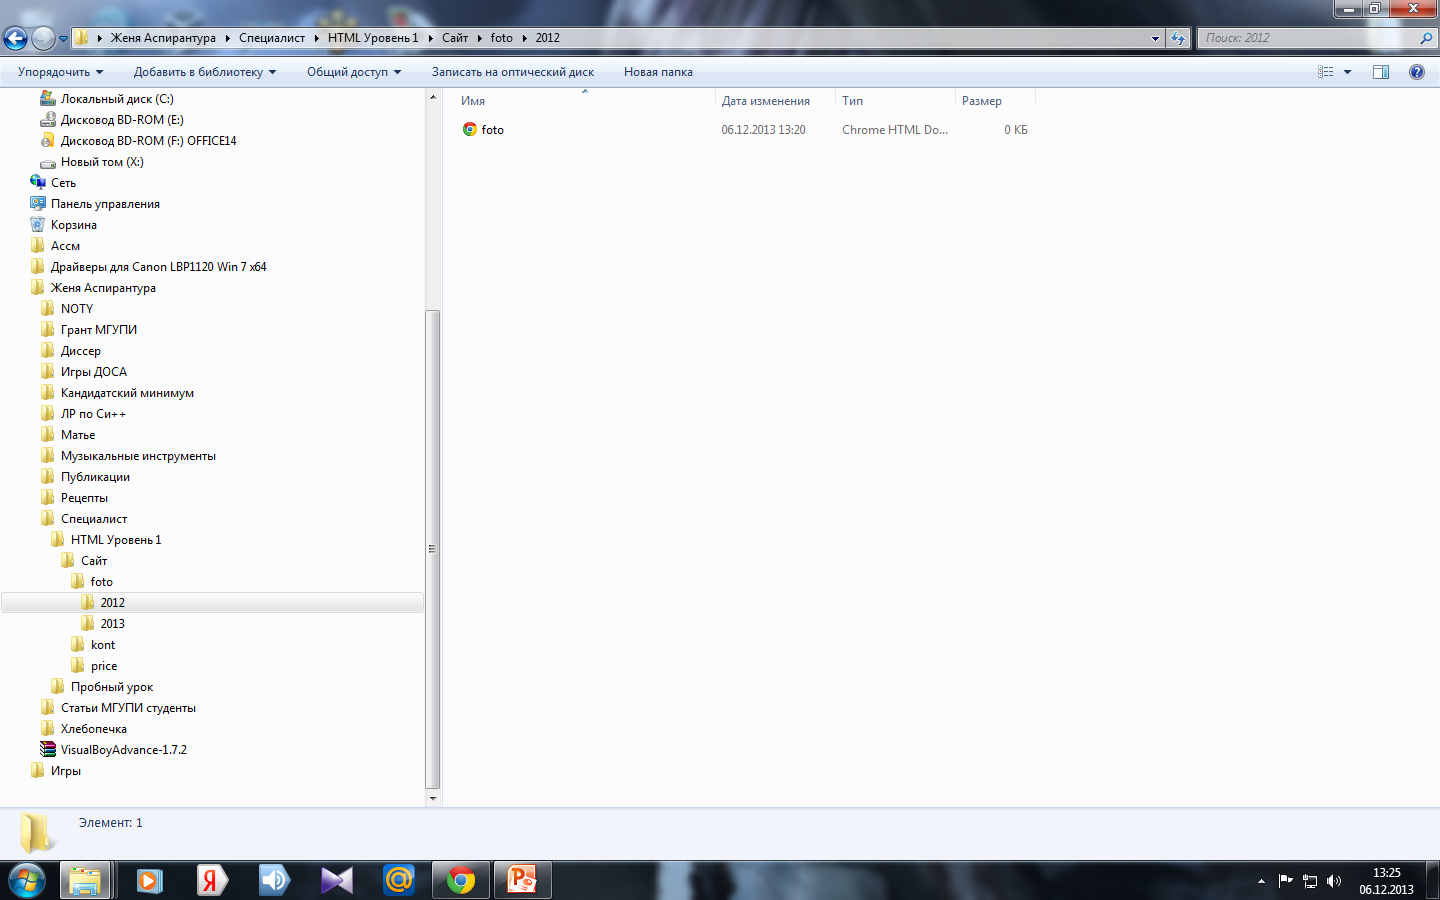 Женя Аспирантура Специалист HTML Уровень 1 Сайт foto 2012
Поиск: 2012
Упорядочить Добавить в библиотеку Общий доступ Записать на оптический диск Новая папка
Локальный диск (C:)
Дисковод BD-ROM (E:)
Дисковод BD-ROM (F:) OFFICE14
Новый том (X:)
Сеть
Панель управления
Корзина
Ассм
Драйверы для Canon LBP1120 Win 7 x64
Женя Аспирантура
NOTY
Грант МГУПИ
Диссер
Игры ДОСА
Кандидатский минимум
ЛР по Си++
Матье
Музыкальные инструменты
Публикации
Рецепты
Специалист
HTML Уровень 1
Сайт
foto
2012
2013
kont
price
Пробный урок
Статьи МГУПИ студенты
Хлебопечка
VisualBoyAdvance-1.7.2
Игры
Имя Дата изменения Тип Размер
foto 06.12.2013 13:20 Chrome HTML Do... 0 КБ
Элемент: 1
Я
13:25
06.12.2013